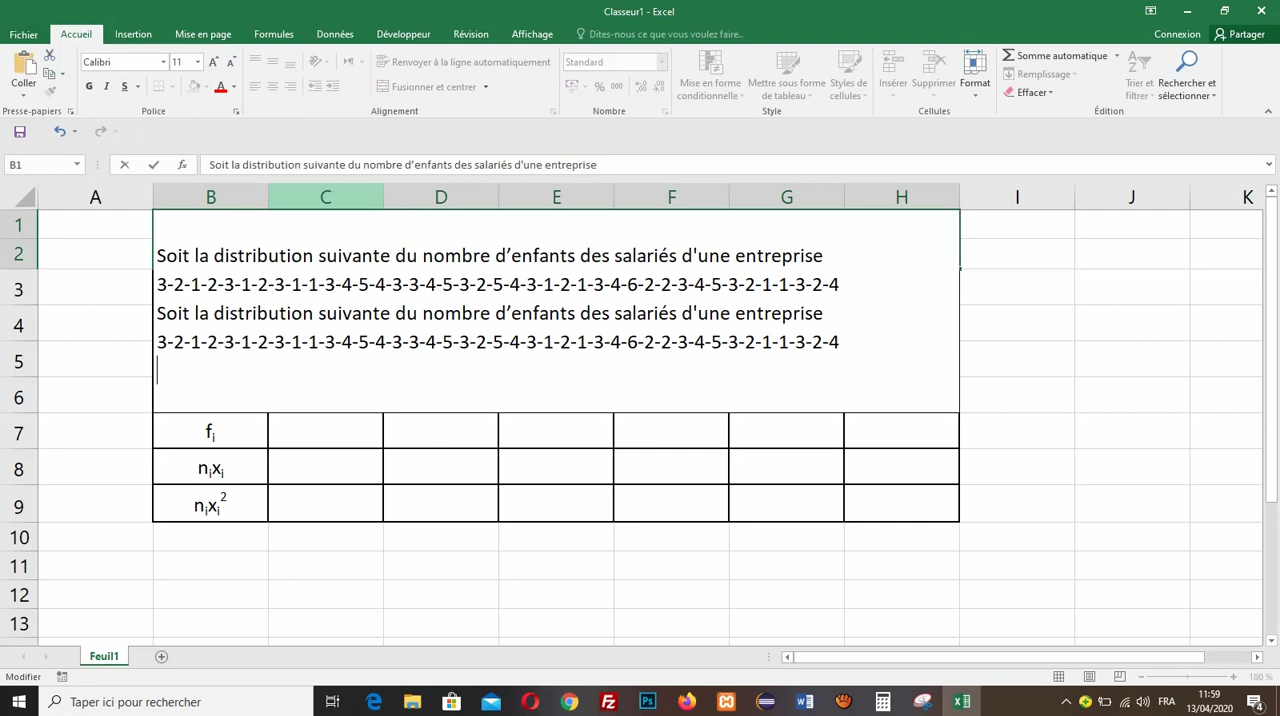 Classeur1 - Excel
Fichier Accueil Insertion Mise en page Formules Données Développeur Révision Affichage Dites-nous ce que vous voulez faire.. Connexion Partager
Coller Calibri 11 Renvoyer à la ligne automatiquement Standard Mise en forme conditionnelle Mettre sous forme de tableau Styles de cellules Insérer Supprimer Format Somme automatique Remplissage Effacer Trier et filtrer Rechercher et sélectionner
G I S A Fusionner et centrer % 000
Presse-papiers Police Alignement Nombre Style Cellules Édition
B1 fx Soit la distribution suivante du nombre d’enfants des salariés d'une entreprise
A B C D E F G H I J K
1
2 Soit la distribution suivante du nombre d’enfants des salariés d'une entreprise
3 3-2-1-2-3-1-2-3-1-1-3-4-5-4-3-3-4-5-3-2-5-4-3-1-2-1-3-4-6-2-2-3-4-5-3-2-1-1-3-2-4
4 Soit la distribution suivante du nombre d’enfants des salariés d'une entreprise
3-2-1-2-3-1-2-3-1-1-3-4-5-4-3-3-4-5-3-2-5-4-3-1-2-1-3-4-6-2-2-3-4-5-3-2-1-1-3-2-4
5
6
7 fi
8 nixi
9 nixi2
10
11
12
13
Feuil1
Modifier 180 %
Taper ici pour rechercher FRA 11:59
13/04/2020